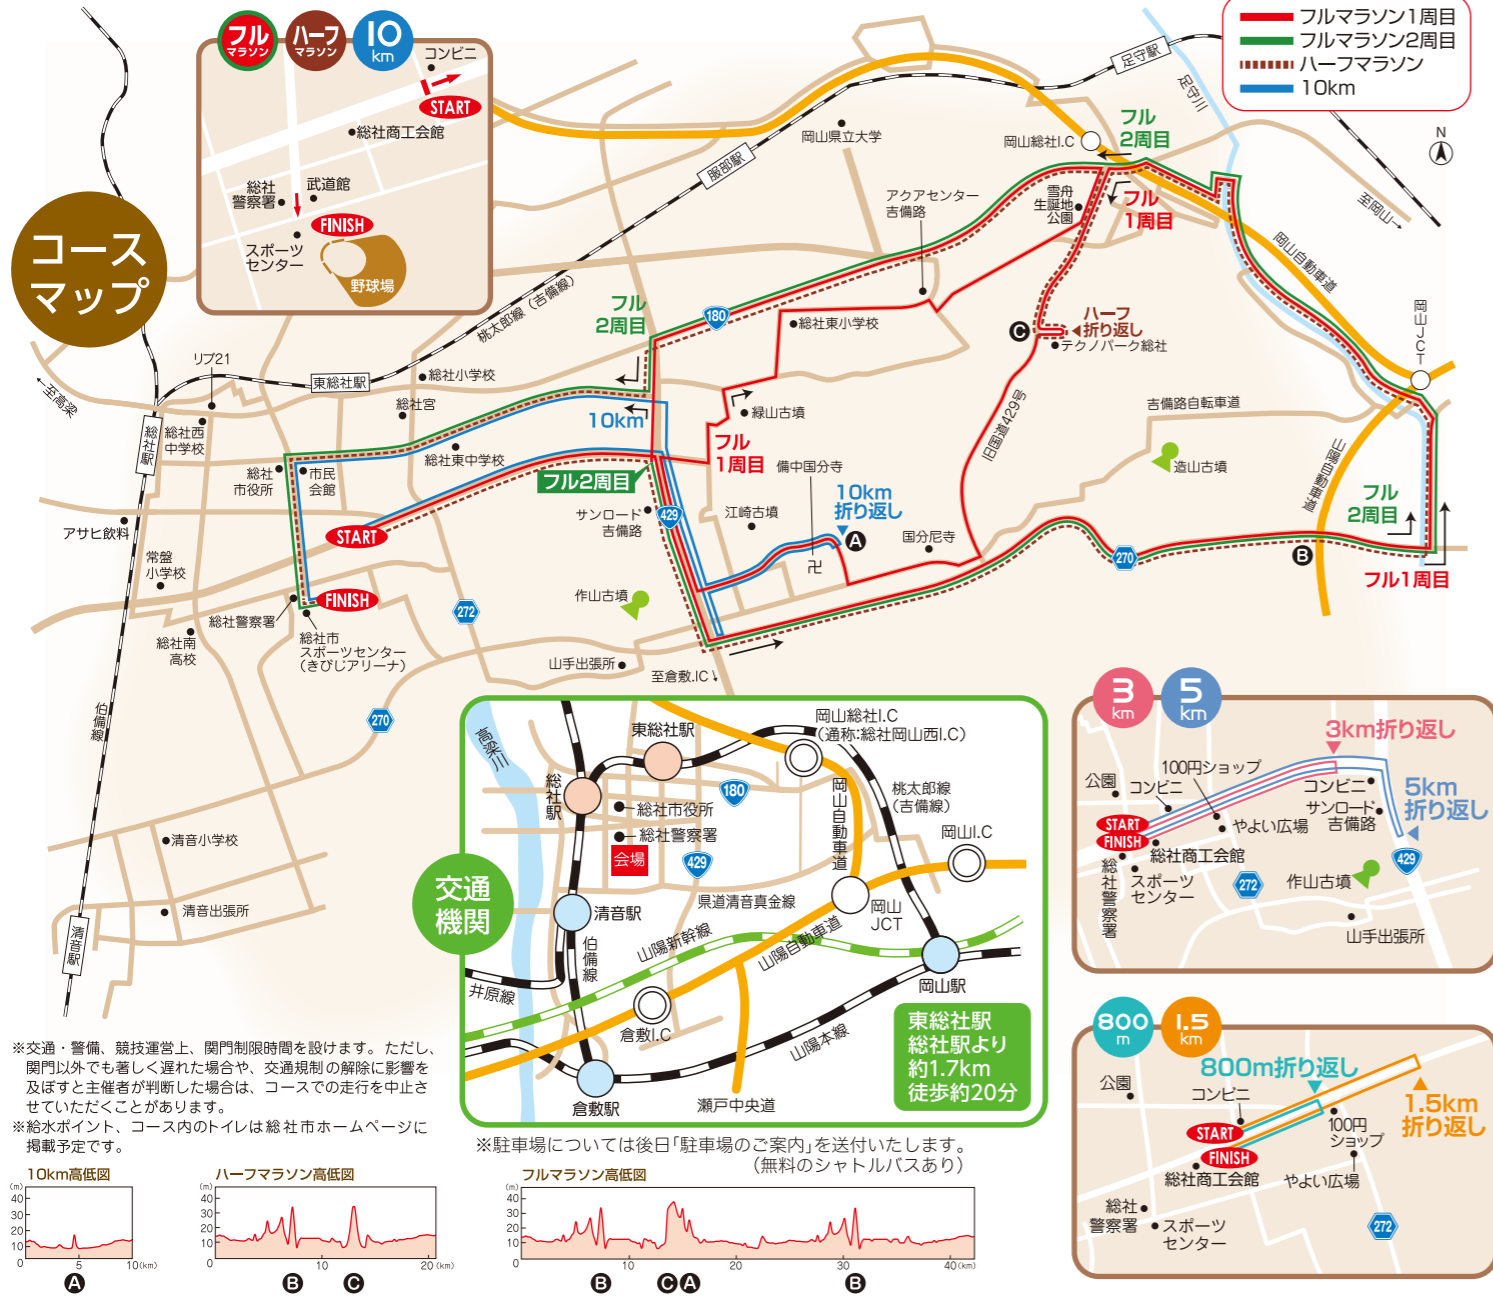 コース
マップ
フル
マラソン
ハーフ
マラソン
10
km
コンビニ
START
総社商工会館
総社
警察署
武道館
FINISH
スポーツ
センター
野球場
フルマラソン1周目
フルマラソン2周目
ハーフマラソン
10km
N
足守駅
足守川
至岡山→
岡山県立大学
服部駅
岡山総社I.C
フル
2周目
フル
1周目
雪舟
生誕地
公園
アクアセンター
吉備路
岡山自動車道
岡山JCT
桃太郎線(吉備線)
フル
2周目
180
総社東小学校
C
ハーフ
折り返し
テクノパーク総社
リブ21
東総社駅
総社小学校
←至高梁
総社駅
総社西
中学校
総社宮
10km
緑山古墳
旧国道429号
吉備路自転車道
総社
市役所
市民
会館
総社東中学校
フル
1周目
備中国分寺
造山古墳
山陽自動車道
フル2周目
フル
2周目
アサヒ飲料
START
サンロード
吉備路
429
江崎古墳
10km
折り返し
A
国分尼寺
卍
270
B
フル1周目
常盤
小学校
FINISH
総社警察署
総社市
スポーツセンター
(きびじアリーナ)
272
作山古墳
総社南
高校
山手出張所
至倉敷.IC
270
伯備線
清音小学校
清音出張所
清音駅
交通
機関
高梁川
東総社駅
岡山総社I.C
(通称:総社岡山西I.C)
総社駅
180
総社市役所
総社警察署
会場
429
岡山自動車道
桃太郎線
(吉備線)
岡山I.C
清音駅
県道清音真金線
岡山
JCT
伯備線
山陽新幹線
山陽自動車道
岡山駅
井原線
倉敷I.C
山陽本線
倉敷駅
瀬戸中央道
東総社駅
総社駅より
約1.7km
徒歩約20分
※駐車場については後日「駐車場のご案内」を送付いたします。
(無料のシャトルバスあり)
3
km
5
km
3km折り返し
公園
コンビニ
100円ショップ
コンビニ
サンロード
吉備路
5km
折り返し
START
FINISH
やよい広場
総社商工会館
総社警察署
スポーツ
センター
272
作山古墳
429
山手出張所
800
m
1.5
km
800m折り返し
公園
コンビニ
1.5km
折り返し
START
FINISH
100円
ショップ
総社商工会館
やよい広場
総社
警察署
スポーツ
センター
272
※交通・警備、競技運営上、関門制限時間を設けます。ただし、
関門以外でも著しく遅れた場合や、交通規制の解除に影響を
及ぼすと主催者が判断した場合は、コースでの走行を中止さ
せていただくことがあります。
※給水ポイント、コース内のトイレは総社市ホームページに
掲載予定です。
10km高低図
(m)
40
30
20
10
0
5
10(km)
A
ハーフマラソン高低図
(m)
40
30
20
10
0
10
20(km)
B
C
フルマラソン高低図
(m)
40
30
20
10
0
10
20
30
40(km)
B
C
A
B